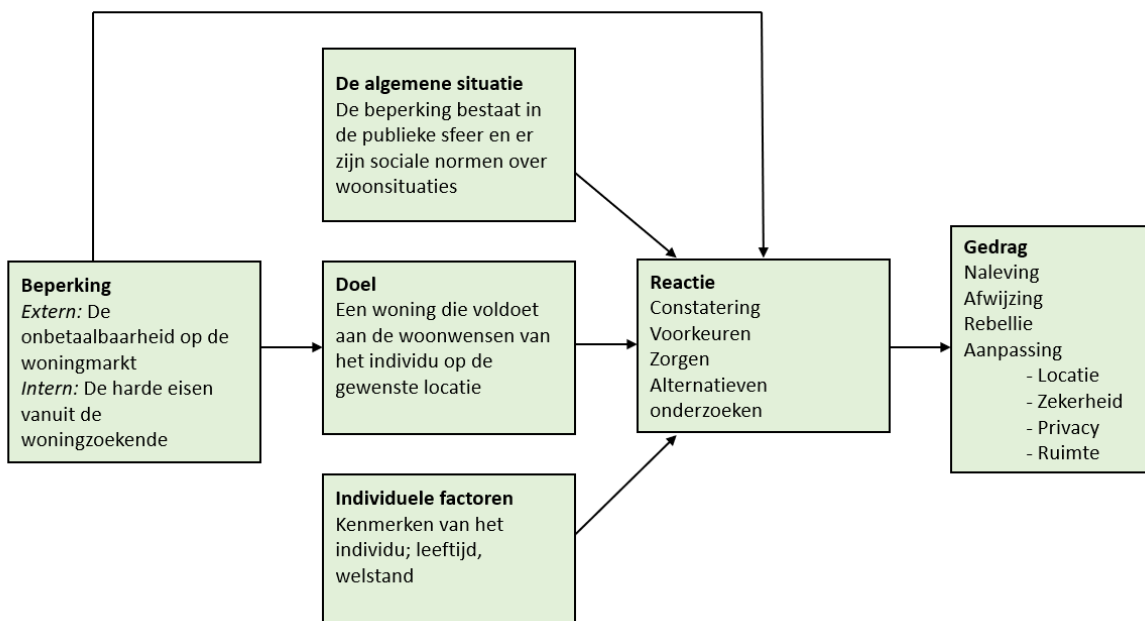 De algemene situatie
De beperking bestaat in
de publieke sfeer en er
zijn sociale normen over
woonsituaties
Beperking
Extern: De
onbetaalbaarheid op de
woningmarkt
Intern: De harde eisen
vanuit de
woningzoekende
Doel
Een woning die voldoet
aan de woonwensen van
het individu op de
gewenste locatie
Individuele factoren
Kenmerken van het
individu; leeftijd,
welstand
Reactie
Constatering
Voorkeuren
Zorgen
Alternatieven
onderzoeken
Gedrag
Naleving
Afwijzing
Rebellie
Aanpassing
- Locatie
- Zekerheid
- Privacy
- Ruimte